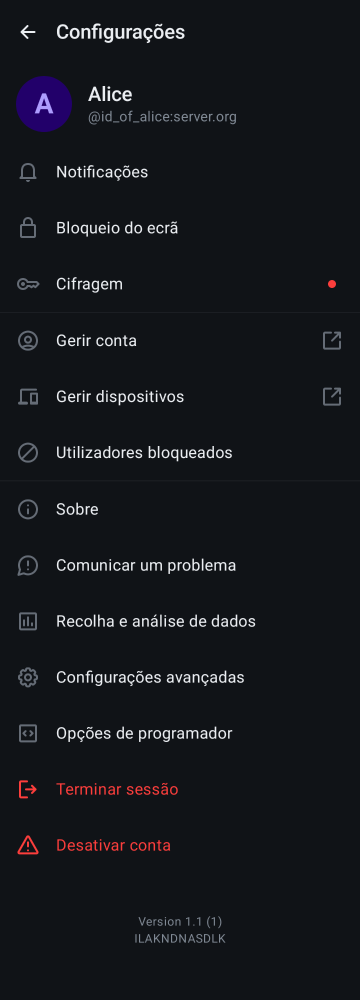 Configurações
A
Alice
@id_of_alice:server.org
Notificações
Bloqueio do ecrã
Cifragem
Gerir conta
Gerir dispositivos
Utilizadores bloqueados
Sobre
Comunicar um problema
Recolha e análise de dados
Configurações avançadas
Opções de programador
Terminar sessão
Desativar conta
Version 1.1 (1)
ILAKNDNASDLK